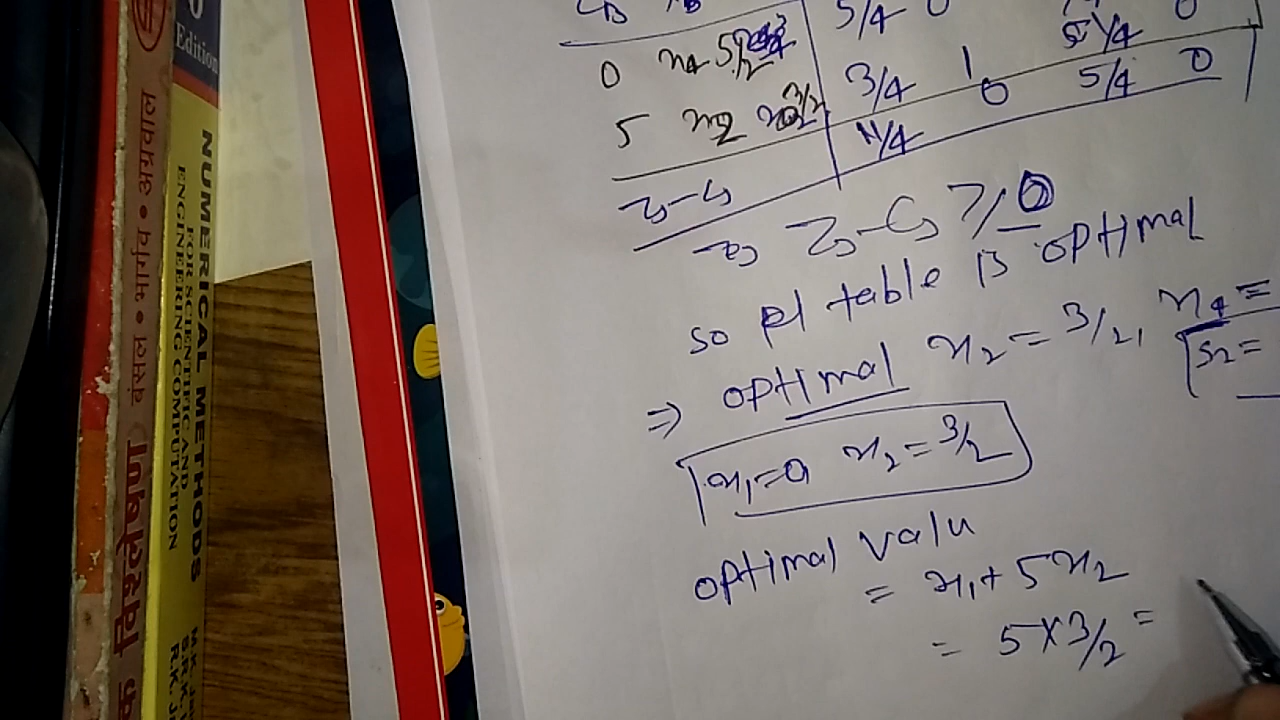 5/4 0 0
0 x4 5/2 5/4
5 x2 3/2 3/4 1 5/4 0
zj-cj 11/4 0
∴ zj-cj ≥ 0
so table is optimal
⇒ optimal x2 = 3/2, x4 =
x1=0 x2=3/2 s2=
optimal valu
= x1+5x2
= 5×3/2 =
Edition
NUMERICAL METHODS
FOR SCIENTIFIC AND
ENGINEERING COMPUTATION
M.K. Jain
S.R.K.
R.K. J
विश्लेषण
बंसल • भार्गव • अग्रवाल